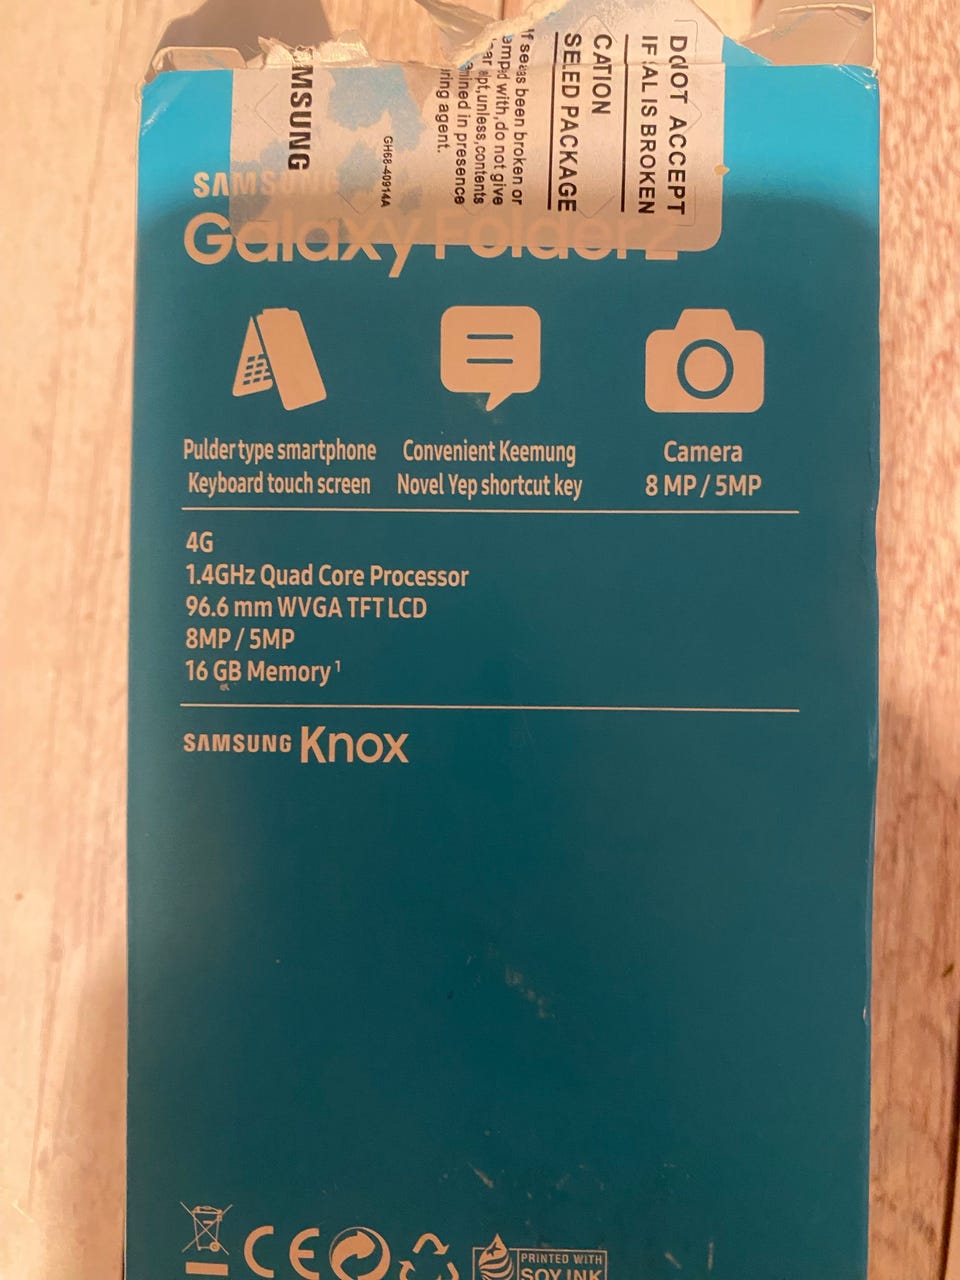 DO NOT ACCEPT
IF SEAL IS BROKEN
CATION
SELED PACKAGE
been broken or
with, do not give
unless, contents
in presence
agent.
GH68-40914A
SAMSUNG
SAMSUNG
Galaxy Folder2
Pulder type smartphone
Keyboard touch screen
Convenient Keemung
Novel Yep shortcut key
Camera
8 MP / 5MP
4G
1.4GHz Quad Core Processor
96.6 mm WVGA TFT LCD
8MP / 5MP
16 GB Memory 1
SAMSUNG Knox
CE
PRINTED WITH
SOY INK